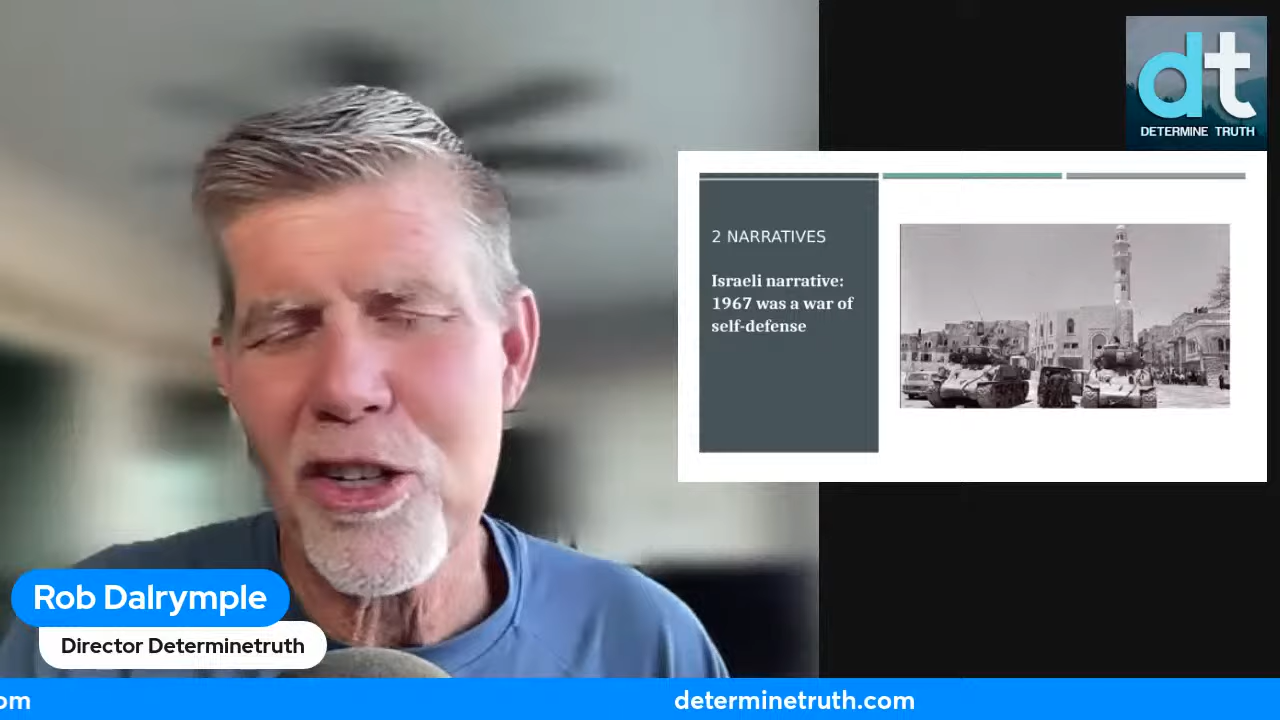 dt
DETERMINE TRUTH
2 NARRATIVES
Israeli narrative:
1967 was a war of
self-defense
Rob Dalrymple
Director Determinetruth
om
determinetruth.com